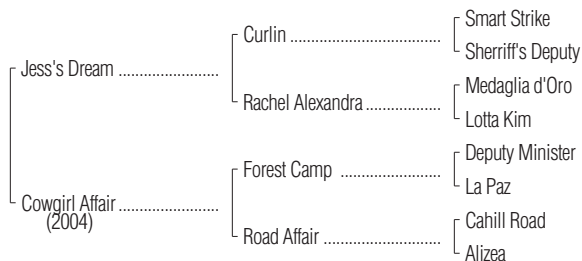 Smart Strike
Curlin ........................................
Sherriff's Deputy
Jess's Dream ..........................
Medaglia d'Oro
Rachel Alexandra ....................
Lotta Kim
Deputy Minister
Forest Camp ...........................
La Paz
Cowgirl Affair ..........................
(2004)
Cahill Road
Road Affair ...............................
Alizea